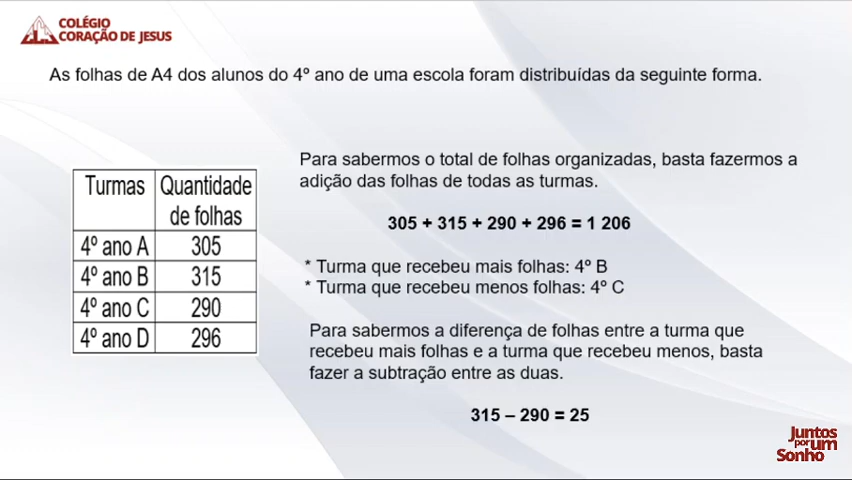 COLÉGIO
CORAÇÃO DE JESUS
As folhas de A4 dos alunos do 4º ano de uma escola foram distribuídas da seguinte forma.
Turmas Quantidade
de folhas
4º ano A 305
4º ano B 315
4º ano C 290
4º ano D 296
Para sabermos o total de folhas organizadas, basta fazermos a
adição das folhas de todas as turmas.
305 + 315 + 290 + 296 = 1 206
* Turma que recebeu mais folhas: 4º B
* Turma que recebeu menos folhas: 4º C
Para sabermos a diferença de folhas entre a turma que
recebeu mais folhas e a turma que recebeu menos, basta
fazer a subtração entre as duas.
315 – 290 = 25
Juntos
por um
Sonho